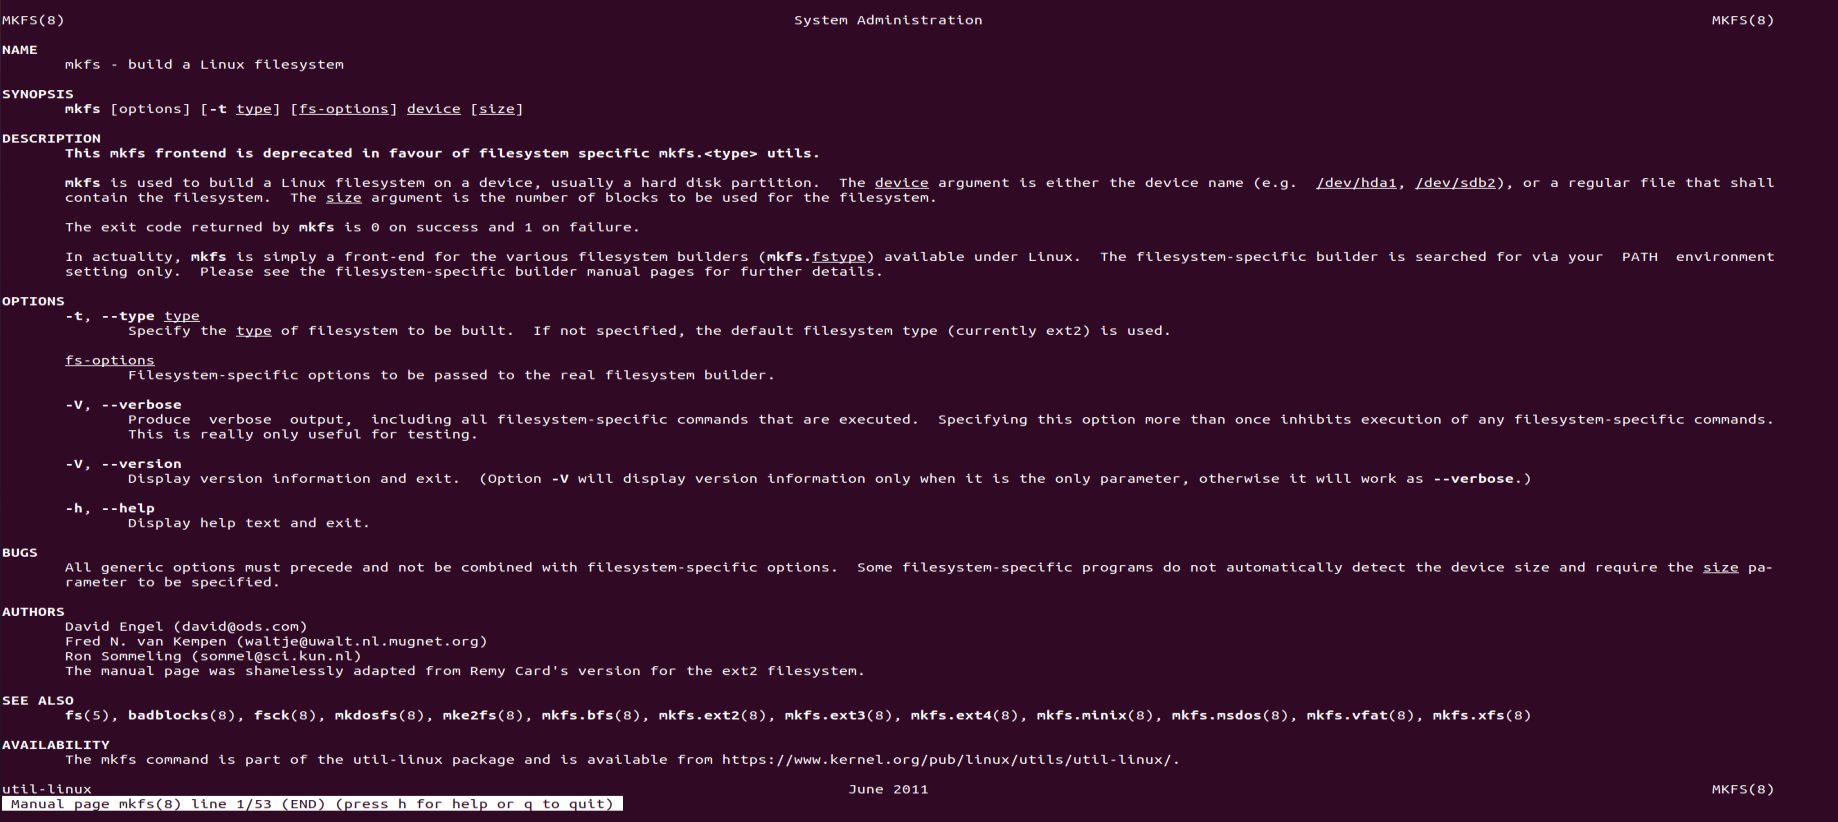 MKFS(8) System Administration MKFS(8)
NAME
mkfs - build a Linux filesystem
SYNOPSIS
mkfs [options] [-t type] [fs-options] device [size]
DESCRIPTION
This mkfs frontend is deprecated in favour of filesystem specific mkfs.<type> utils.
mkfs is used to build a Linux filesystem on a device, usually a hard disk partition.  The device argument is either the device name (e.g.  /dev/hda1, /dev/sdb2), or a regular file that shall
contain the filesystem.  The size argument is the number of blocks to be used for the filesystem.
The exit code returned by mkfs is 0 on success and 1 on failure.
In actuality, mkfs is simply a front-end for the various filesystem builders (mkfs.fstype) available under Linux.  The filesystem-specific builder is searched for via your  PATH  environment
setting only.  Please see the filesystem-specific builder manual pages for further details.
OPTIONS
-t, --type type
Specify the type of filesystem to be built.  If not specified, the default filesystem type (currently ext2) is used.
fs-options
Filesystem-specific options to be passed to the real filesystem builder.
-V, --verbose
Produce  verbose  output,  including all filesystem-specific commands that are executed.  Specifying this option more than once inhibits execution of any filesystem-specific commands.
This is really only useful for testing.
-V, --version
Display version information and exit.  (Option -V will display version information only when it is the only parameter, otherwise it will work as --verbose.)
-h, --help
Display help text and exit.
BUGS
All generic options must precede and not be combined with filesystem-specific options.  Some filesystem-specific programs do not automatically detect the device size and require the size pa-
rameter to be specified.
AUTHORS
David Engel (david@ods.com)
Fred N. van Kempen (waltje@uwalt.nl.mugnet.org)
Ron Sommeling (sommel@sci.kun.nl)
The manual page was shamelessly adapted from Remy Card's version for the ext2 filesystem.
SEE ALSO
fs(5), badblocks(8), fsck(8), mkdosfs(8), mke2fs(8), mkfs.bfs(8), mkfs.ext2(8), mkfs.ext3(8), mkfs.ext4(8), mkfs.minix(8), mkfs.msdos(8), mkfs.vfat(8), mkfs.xfs(8)
AVAILABILITY
The mkfs command is part of the util-linux package and is available from https://www.kernel.org/pub/linux/utils/util-linux/.
util-linux June 2011 MKFS(8)
Manual page mkfs(8) line 1/53 (END) (press h for help or q to quit)